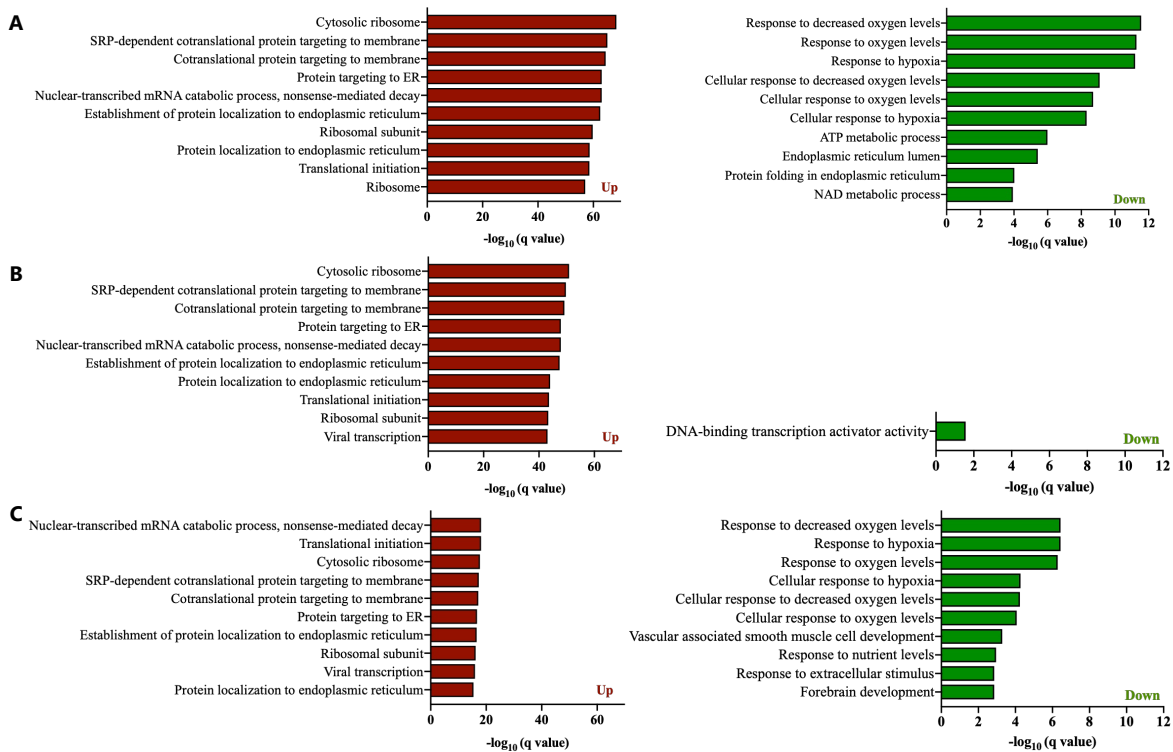 A
Cytosolic ribosome
SRP-dependent cotranslational protein targeting to membrane
Cotranslational protein targeting to membrane
Protein targeting to ER
Nuclear-transcribed mRNA catabolic process, nonsense-mediated decay
Establishment of protein localization to endoplasmic reticulum
Ribosomal subunit
Protein localization to endoplasmic reticulum
Translational initiation
Ribosome
Up
0 20 40 60
-log10 (q value)
Response to decreased oxygen levels
Response to oxygen levels
Response to hypoxia
Cellular response to decreased oxygen levels
Cellular response to oxygen levels
Cellular response to hypoxia
ATP metabolic process
Endoplasmic reticulum lumen
Protein folding in endoplasmic reticulum
NAD metabolic process
Down
0 2 4 6 8 10 12
-log10 (q value)
B
Cytosolic ribosome
SRP-dependent cotranslational protein targeting to membrane
Cotranslational protein targeting to membrane
Protein targeting to ER
Nuclear-transcribed mRNA catabolic process, nonsense-mediated decay
Establishment of protein localization to endoplasmic reticulum
Protein localization to endoplasmic reticulum
Translational initiation
Ribosomal subunit
Viral transcription
Up
0 20 40 60
-log10 (q value)
DNA-binding transcription activator activity
Down
0 2 4 6 8 10 12
-log10 (q value)
C
Nuclear-transcribed mRNA catabolic process, nonsense-mediated decay
Translational initiation
Cytosolic ribosome
SRP-dependent cotranslational protein targeting to membrane
Cotranslational protein targeting to membrane
Protein targeting to ER
Establishment of protein localization to endoplasmic reticulum
Ribosomal subunit
Viral transcription
Protein localization to endoplasmic reticulum
Up
0 20 40 60
-log10 (q value)
Response to decreased oxygen levels
Response to hypoxia
Response to oxygen levels
Cellular response to hypoxia
Cellular response to decreased oxygen levels
Cellular response to oxygen levels
Vascular associated smooth muscle cell development
Response to nutrient levels
Response to extracellular stimulus
Forebrain development
Down
0 2 4 6 8 10 12
-log10 (q value)